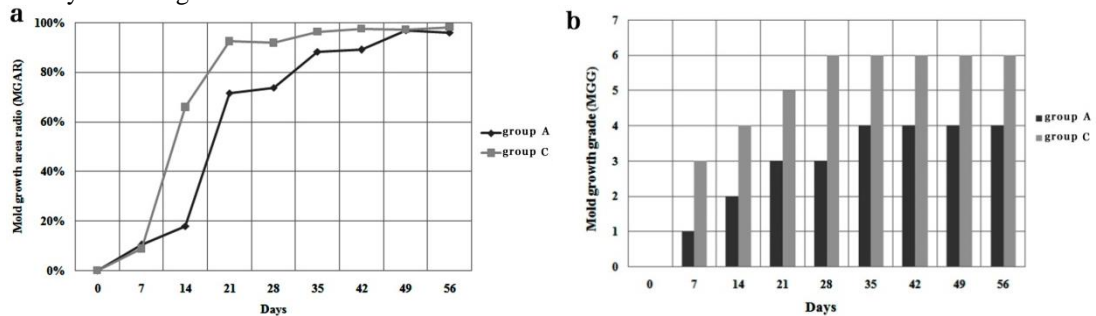 a
100%
80%
60%
40%
20%
0%
Mold growth area radio (MGAR)
0 7 14 21 28 35 42 49 56
Days
group A
group C
b
7
6
5
4
3
2
1
0
Mold growth grade (MGG)
0 7 14 21 28 35 42 49 56
Days
group A
group C